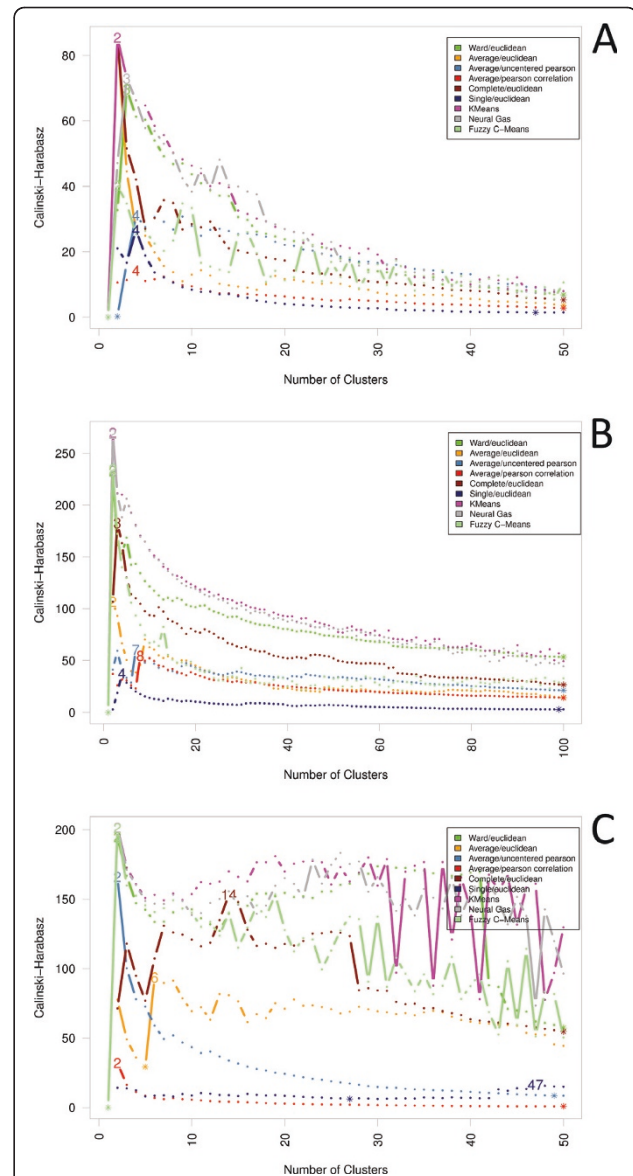 A
2
3
4
4
4
Ward/euclidean
Average/euclidean
Average/uncentered pearson
Average/pearson correlation
Complete/euclidean
Single/euclidean
KMeans
Neural Gas
Fuzzy C-Means
Calinski-Harabasz
0 20 40 60 80
0 10 20 30 40 50
Number of Clusters
B
2
2
3
7
8
4
Ward/euclidean
Average/euclidean
Average/uncentered pearson
Average/pearson correlation
Complete/euclidean
Single/euclidean
KMeans
Neural Gas
Fuzzy C-Means
Calinski-Harabasz
0 50 100 150 200 250
0 20 40 60 80 100
Number of Clusters
C
2
2
14
6
2
47
Ward/euclidean
Average/euclidean
Average/uncentered pearson
Average/pearson correlation
Complete/euclidean
Single/euclidean
KMeans
Neural Gas
Fuzzy C-Means
Calinski-Harabasz
0 50 100 150 200
0 10 20 30 40 50
Number of Clusters